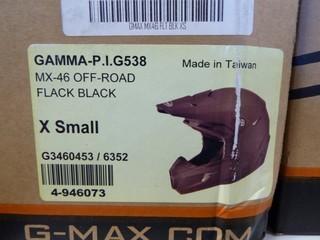 GMAX MX46 FLT BLK XS
GAMMA-P.I.G538
Made in Taiwan
MX-46 OFF-ROAD
FLACK BLACK
X Small
G3460453 / 6352
4-946073
G-MAX COM